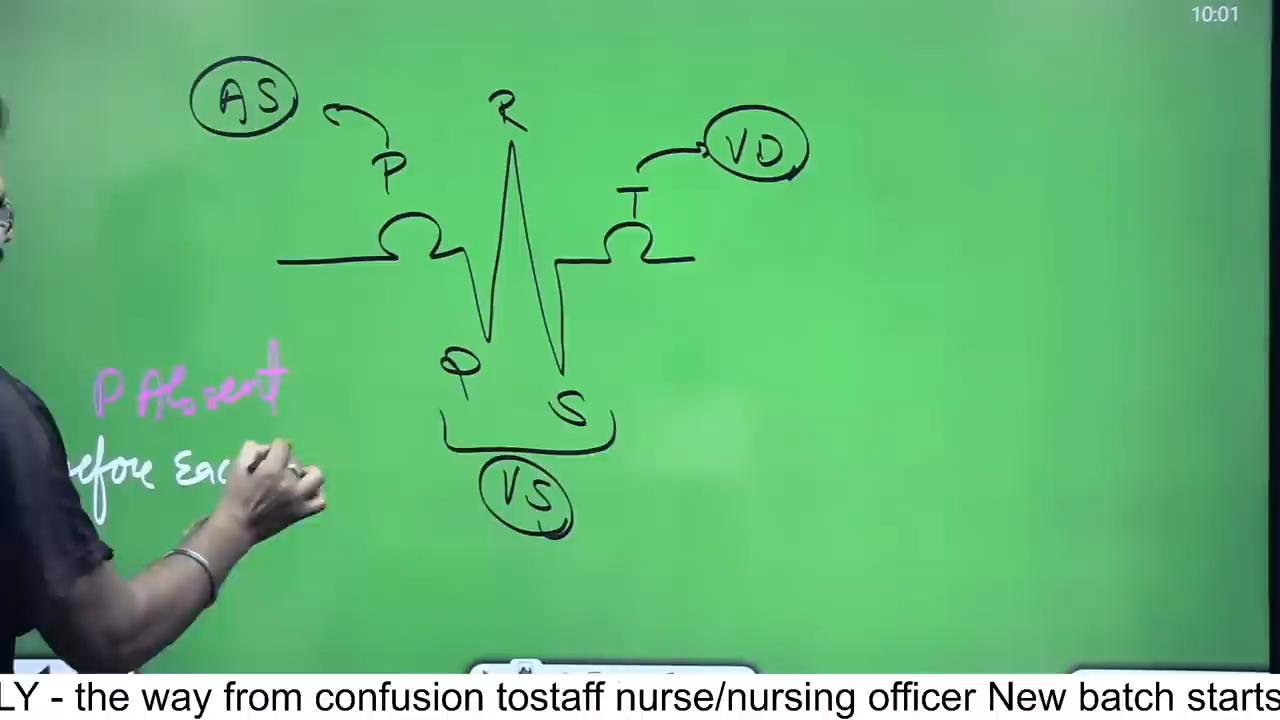 10:01
AS
R
P
VD
T
Q
S
P Absent
efore Eac
VS
LY - the way from confusion tostaff nurse/nursing officer New batch starts